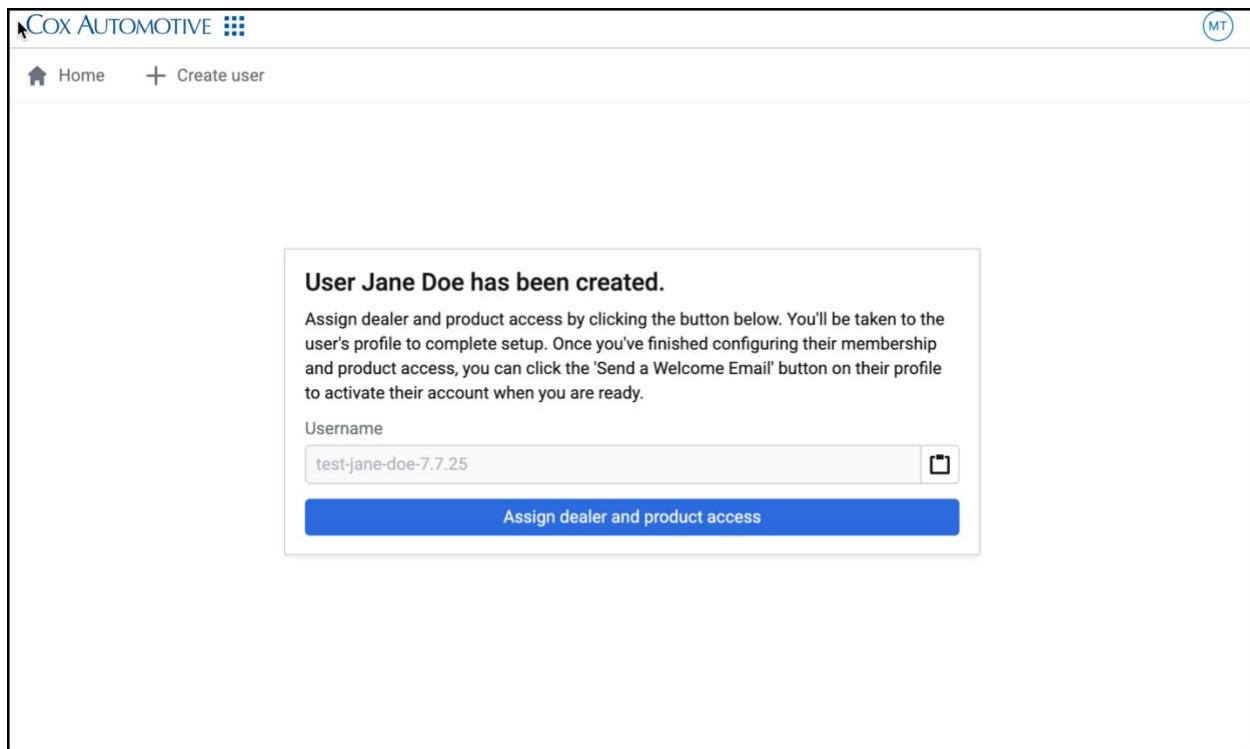 COX AUTOMOTIVE
MT
Home
Create user
User Jane Doe has been created.
Assign dealer and product access by clicking the button below. You'll be taken to the
user's profile to complete setup. Once you've finished configuring their membership
and product access, you can click the 'Send a Welcome Email' button on their profile
to activate their account when you are ready.
Username
test-jane-doe-7.7.25
Assign dealer and product access